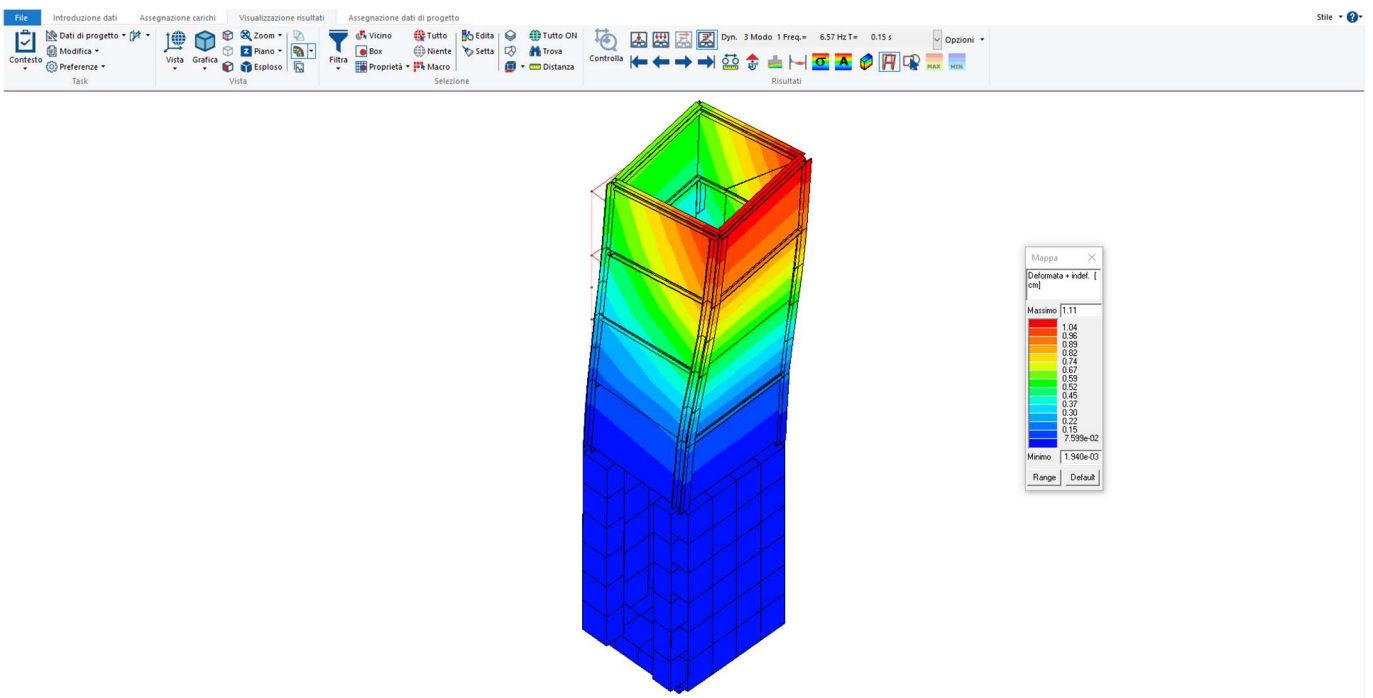 File Introduzione dati Assegnazione carichi Visualizzazione risultati Assegnazione dati di progetto Stile
Dati di progetto Zoom Vicino Tutto Edita Tutto ON Dyn. 3 Modo 1 Freq.= 6.57 Hz T= 0.15 s Opzioni
Contesto Modifica Vista Grafica Piano Filtra Box Niente Setta Trova Controlla
Preferenze Esploso Proprietà Macro Distanza σ A MAX MIN
Task Vista Selezione Risultati
Mappa
Deformata + indef. [
cm]
Massimo 1.11
1.04
0.96
0.89
0.82
0.74
0.67
0.59
0.52
0.45
0.37
0.30
0.22
0.15
7.599e-02
Minimo 1.940e-03
Range Default